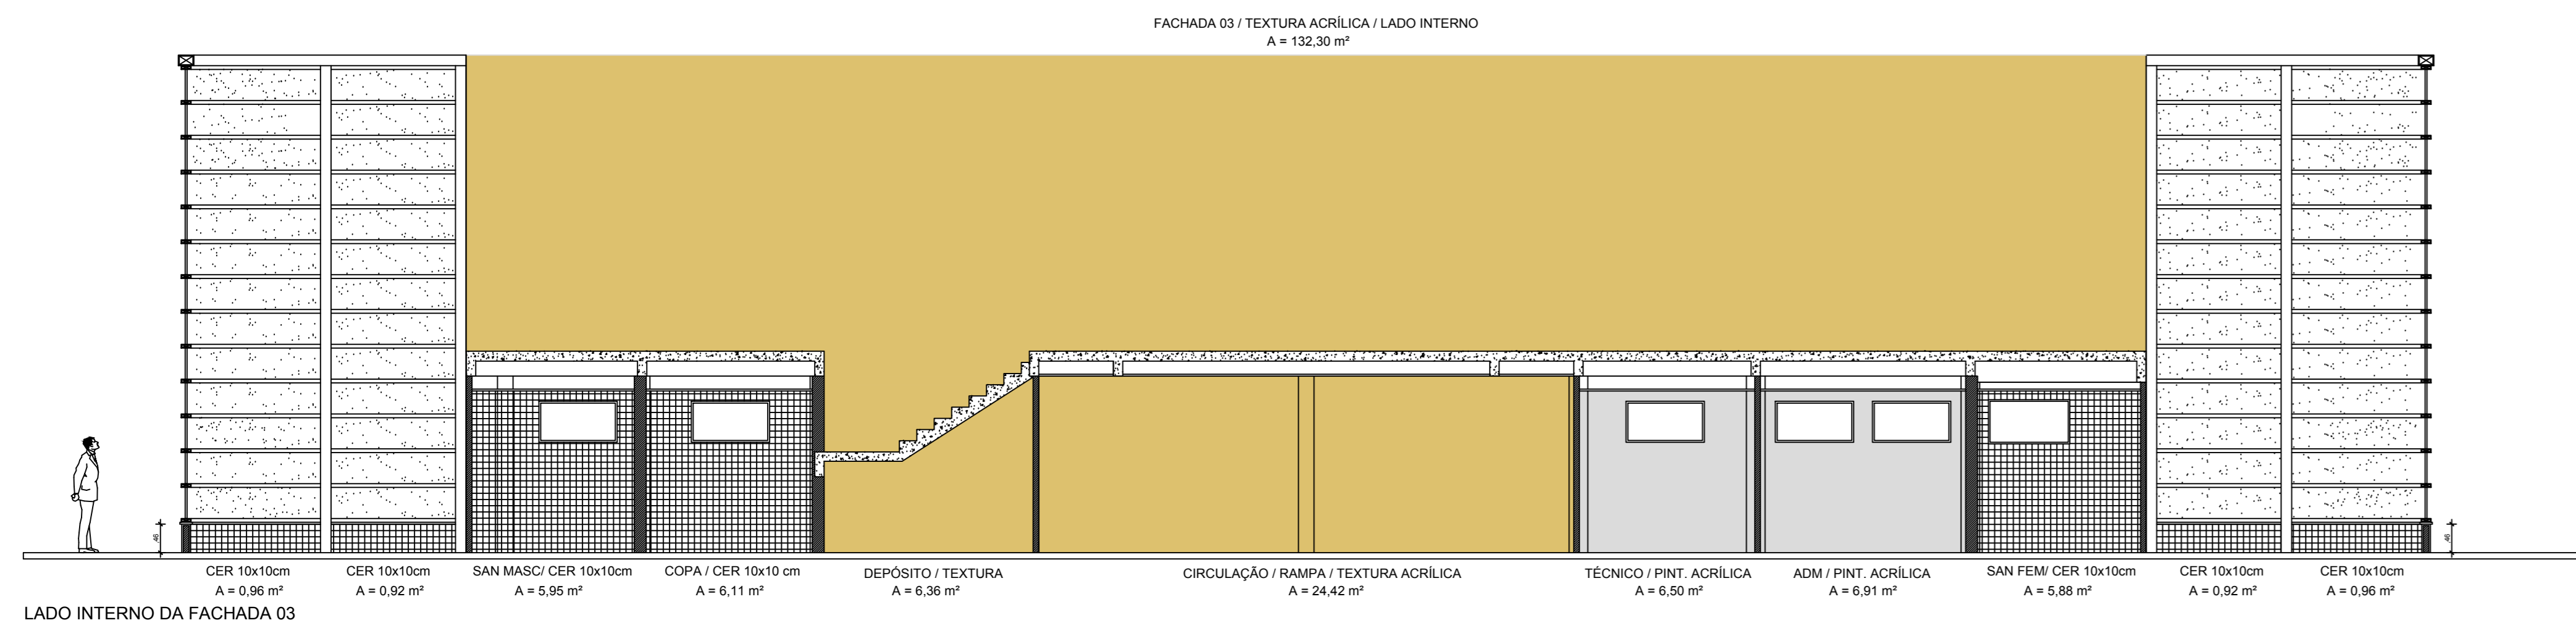 FACHADA 03 / TEXTURA ACRÍLICA / LADO INTERNO
A = 132,30 m²
.46
.46
CER 10x10cm
A = 0,96 m²
CER 10x10cm
A = 0,92 m²
SAN MASC/ CER 10x10cm
A = 5,95 m²
COPA / CER 10x10 cm
A = 6,11 m²
DEPÓSITO / TEXTURA
A = 6,36 m²
CIRCULAÇÃO / RAMPA / TEXTURA ACRÍLICA
A = 24,42 m²
TÉCNICO / PINT. ACRÍLICA
A = 6,50 m²
ADM / PINT. ACRÍLICA
A = 6,91 m²
SAN FEM/ CER 10x10cm
A = 5,88 m²
CER 10x10cm
A = 0,92 m²
CER 10x10cm
A = 0,96 m²
LADO INTERNO DA FACHADA 03